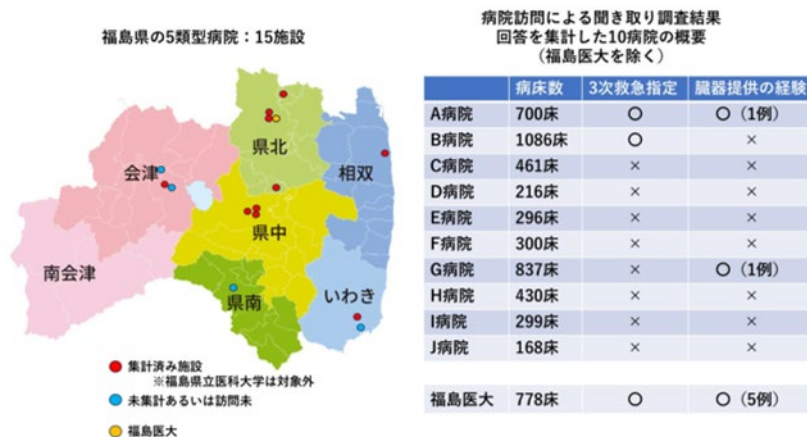 福島県の5類型病院：15施設
会津
県北
相双
県中
南会津
県南
いわき
集計済み施設
※福島県立医科大学は対象外
未集計あるいは訪問未
福島医大
病院訪問による聞き取り調査結果
回答を集計した10病院の概要
（福島医大を除く）
病床数 3次救急指定 臓器提供の経験
A病院 700床 〇 〇（1例）
B病院 1086床 〇 ×
C病院 461床 × ×
D病院 216床 × ×
E病院 296床 × ×
F病院 300床 × ×
G病院 837床 × 〇（1例）
H病院 430床 × ×
I病院 299床 × ×
J病院 168床 × ×
福島医大 778床 〇 〇（5例）